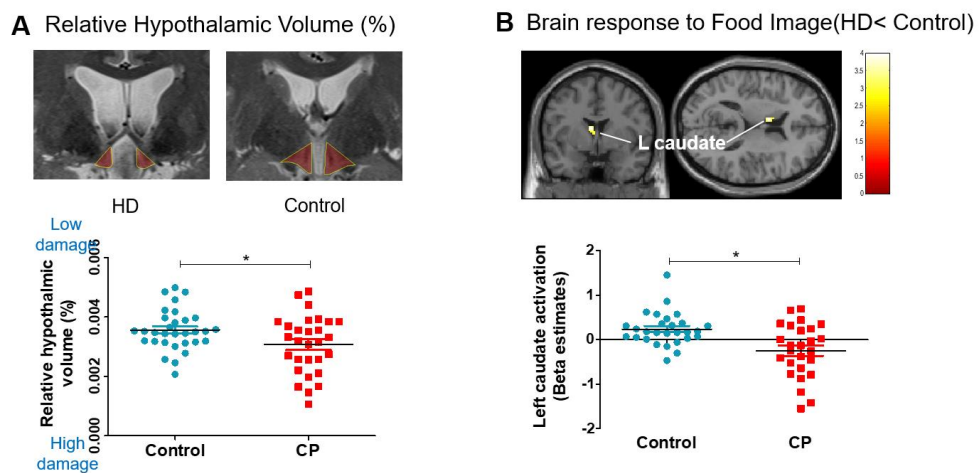 A Relative Hypothalamic Volume (%)
HD
Control
Low
damage
0.006
*
0.004
0.002
0.000
Relative hypothalmic
volume (%)
High
damage
Control
CP
B Brain response to Food Image(HD< Control)
L caudate
4
3.5
3
2.5
2
1.5
1
0.5
0
2
*
1
0
-1
-2
Left caudate activation
(Beta estimates)
Control
CP